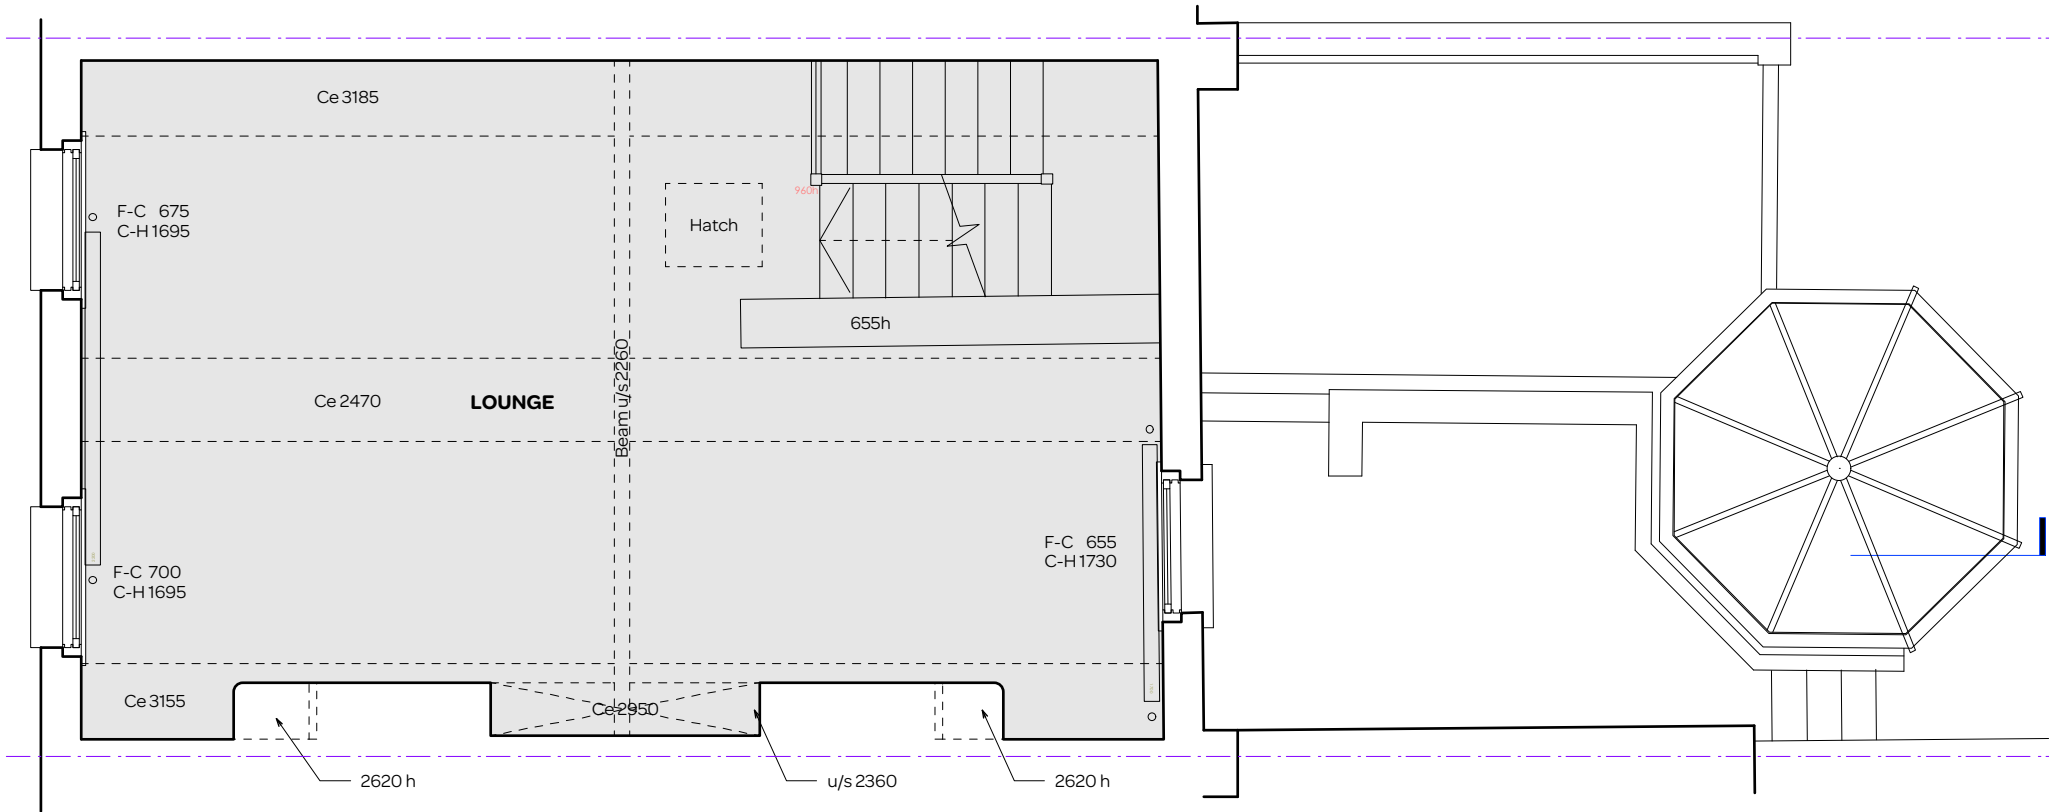 Ce 3185
960h
F-C 675
C-H 1695
Hatch
655h
Beam u/s 2260
Ce 2470
LOUNGE
F-C 655
C-H 1730
F-C 700
C-H 1695
Ce 3155
Ce 2950
2620 h
u/s 2360
2620 h